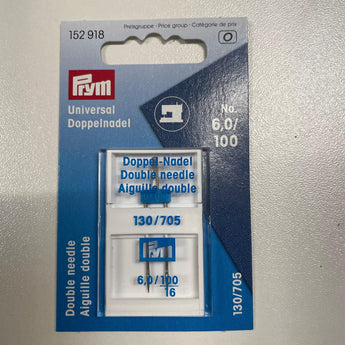 Preisgruppe · Price group · Catégorie de prix
152 918
O
Prym
Universal
Doppelnadel
No.
6,0/
100
Doppel-Nadel
Double needle
Aiguille double
130/705
Prym
6,0/100
16
Double needle
Aiguille double
130/705